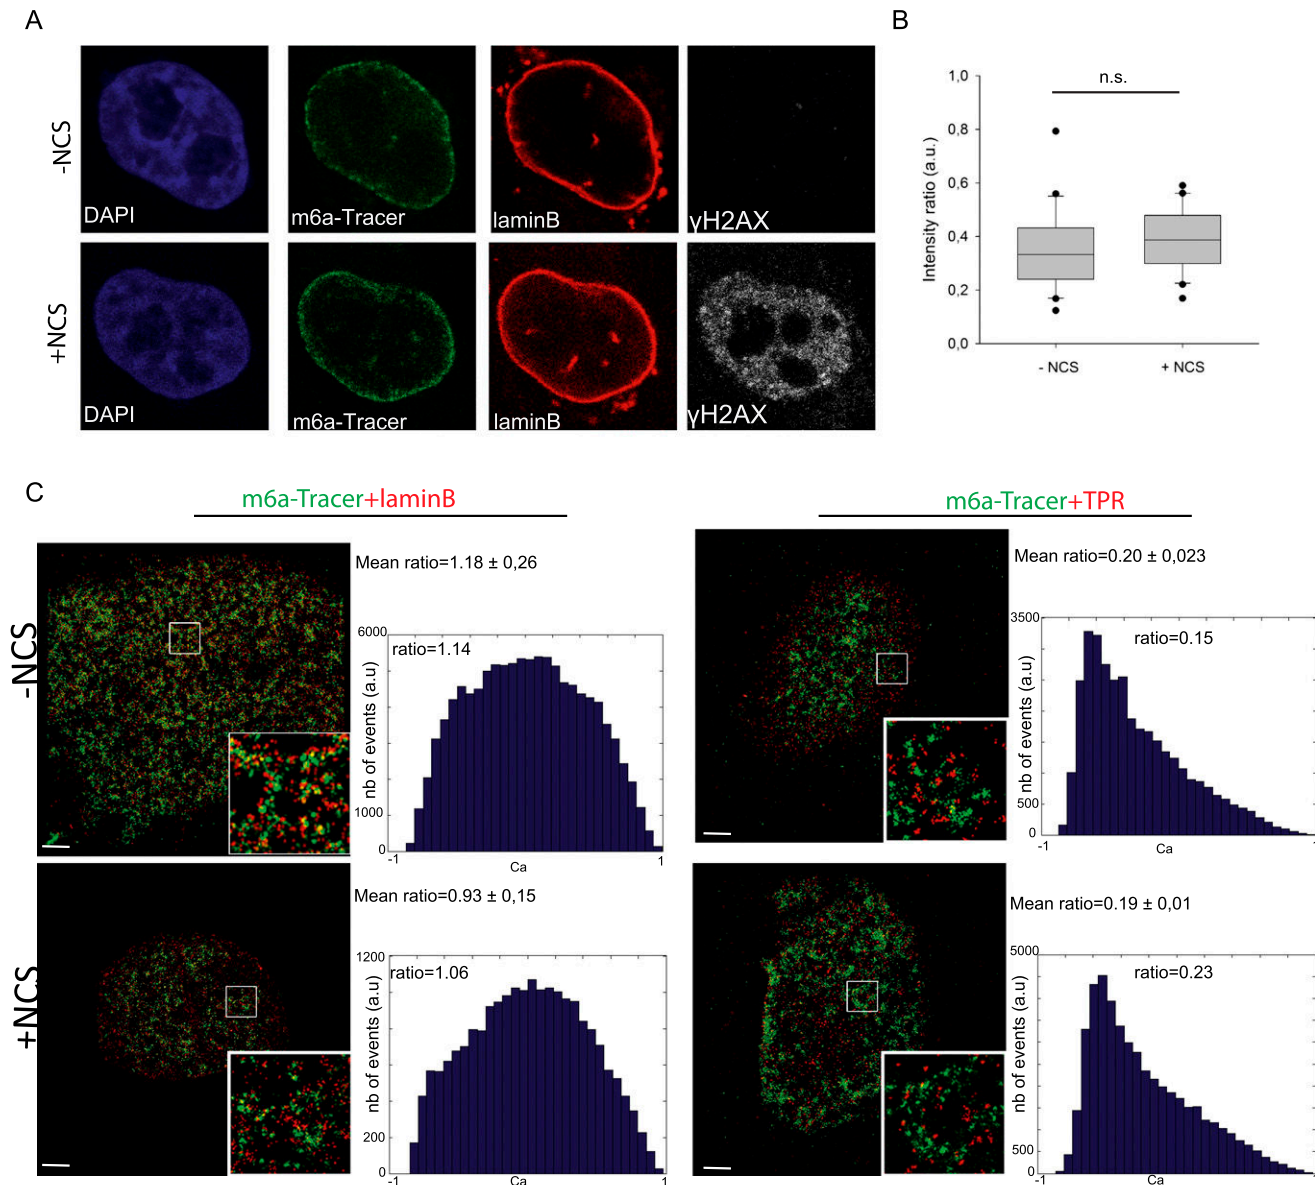 A
-NCS
DAPI
m6a-Tracer
laminB
γH2AX
+NCS
DAPI
m6a-Tracer
laminB
γH2AX
B
n.s.
Intensity ratio (a.u.)
1,0
0,8
0,6
0,4
0,2
0,0
- NCS
+ NCS
C
m6a-Tracer+laminB
-NCS
Mean ratio=1.18 ± 0,26
ratio=1.14
nb of events (a.u)
6000
1000
0
-1
Ca
1
m6a-Tracer+TPR
Mean ratio=0.20 ± 0,023
ratio=0.15
nb of events (a.u)
3500
500
0
-1
Ca
1
+NCS
Mean ratio=0.93 ± 0,15
ratio=1.06
nb of events (a.u)
1200
200
0
-1
Ca
1
Mean ratio=0.19 ± 0,01
ratio=0.23
nb of events (a.u)
5000
500
0
-1
Ca
1